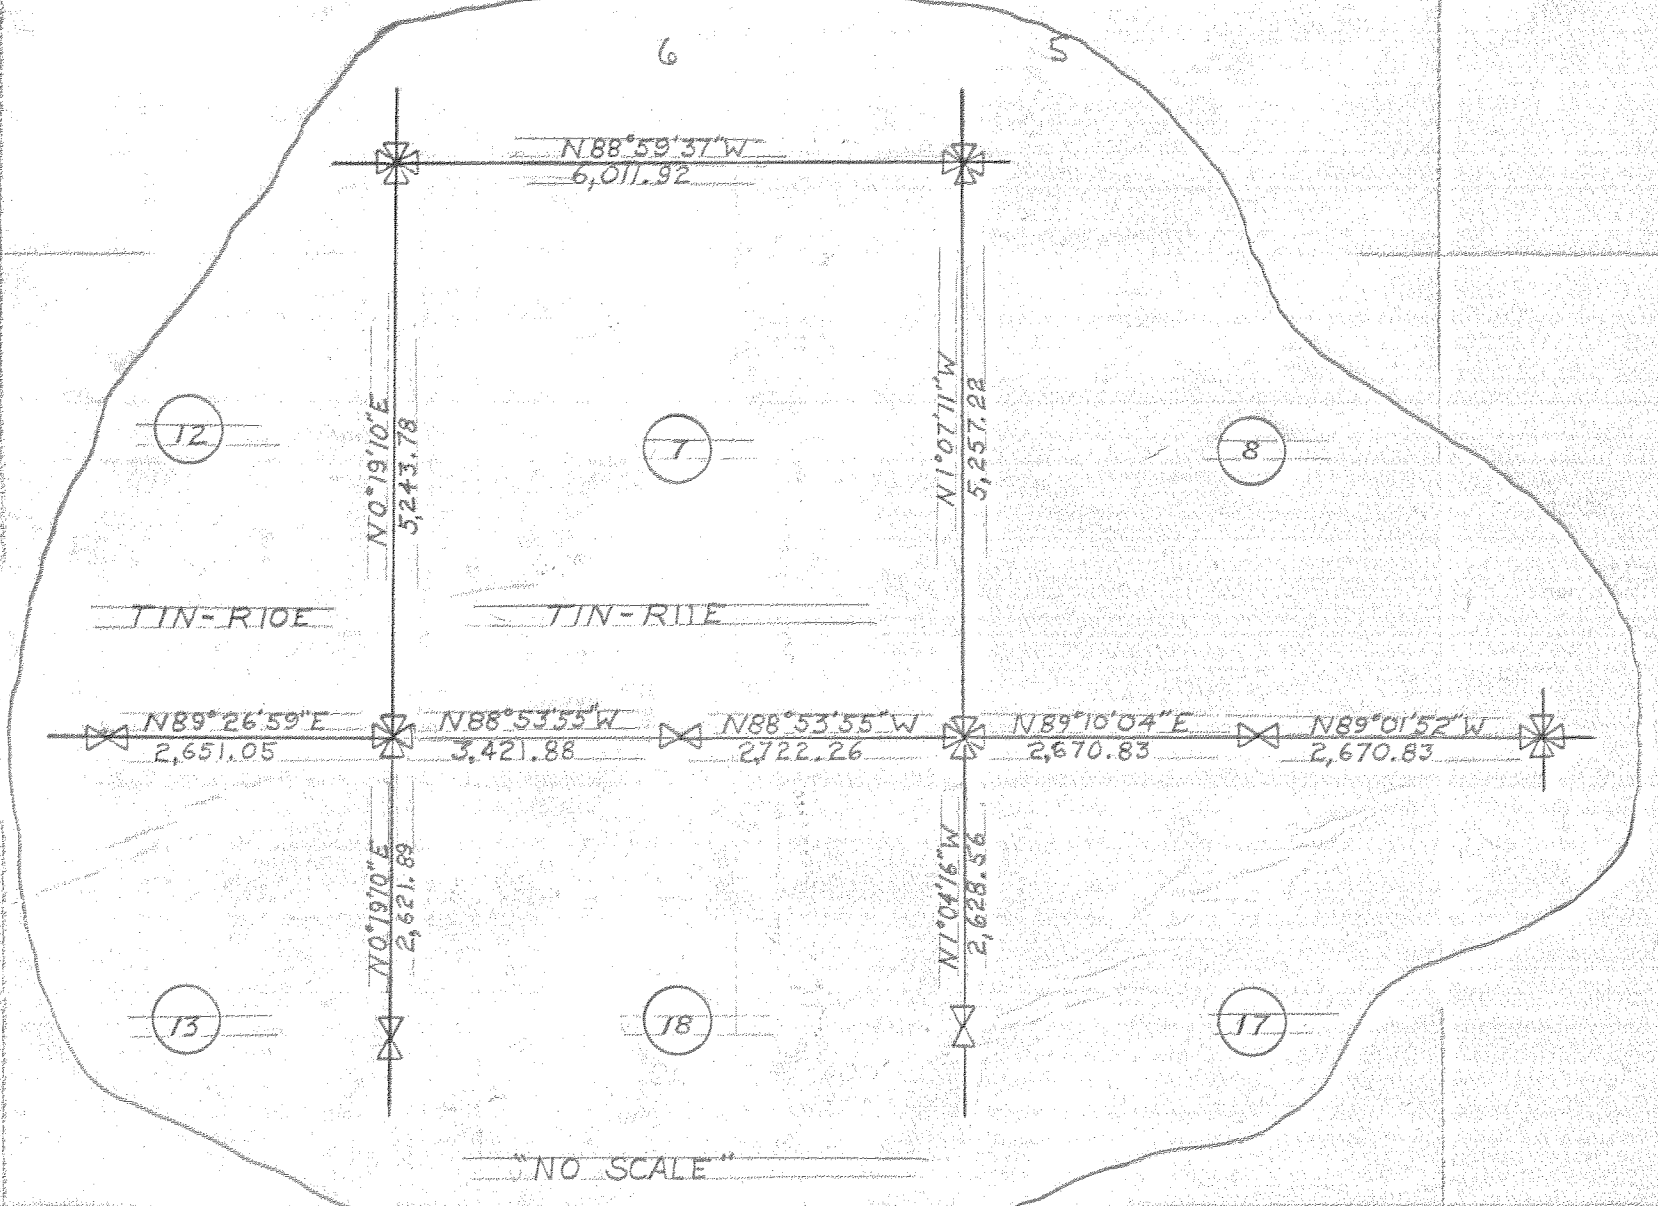 6
5
N88°59'37"W
6,011.92
N0°19'10"E
5,243.78
N1°07'11"W
5,257.22
12
7
8
T1N-R10E
T1N-R11E
N89°26'59"E
2,651.05
N88°53'55"W
3,421.88
N88°53'55"W
2,722.26
N89°10'04"E
2,670.83
N89°01'52"W
2,670.83
N0°19'10"E
2,621.89
N1°04'16"W
2,628.56
13
18
17
"NO SCALE"